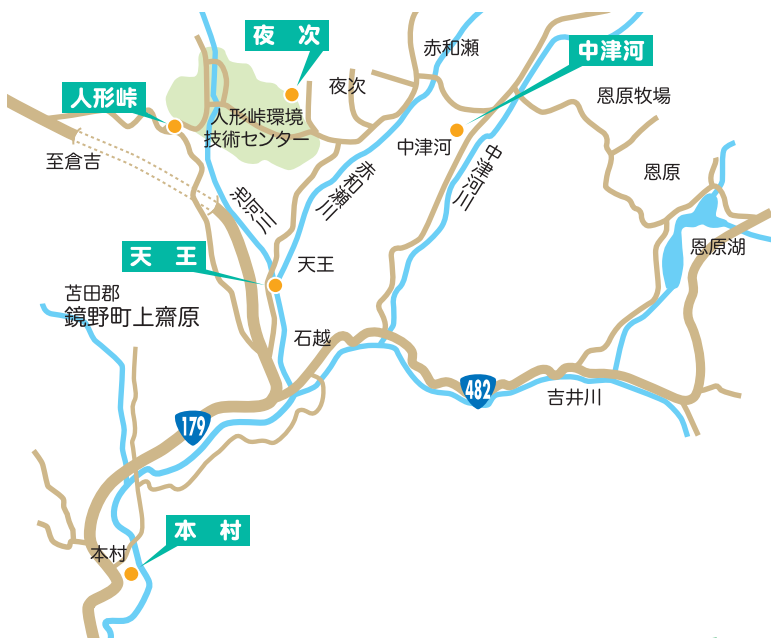 夜　次
赤和瀬
中津河
人形峠
夜次
恩原牧場
人形峠環境
技術センター
中津河
至倉吉
中津河川
恩原
赤和瀬川
天　王
恩原湖
天王
苫田郡
鏡野町上齋原
石越
482
吉井川
179
本　村
本村